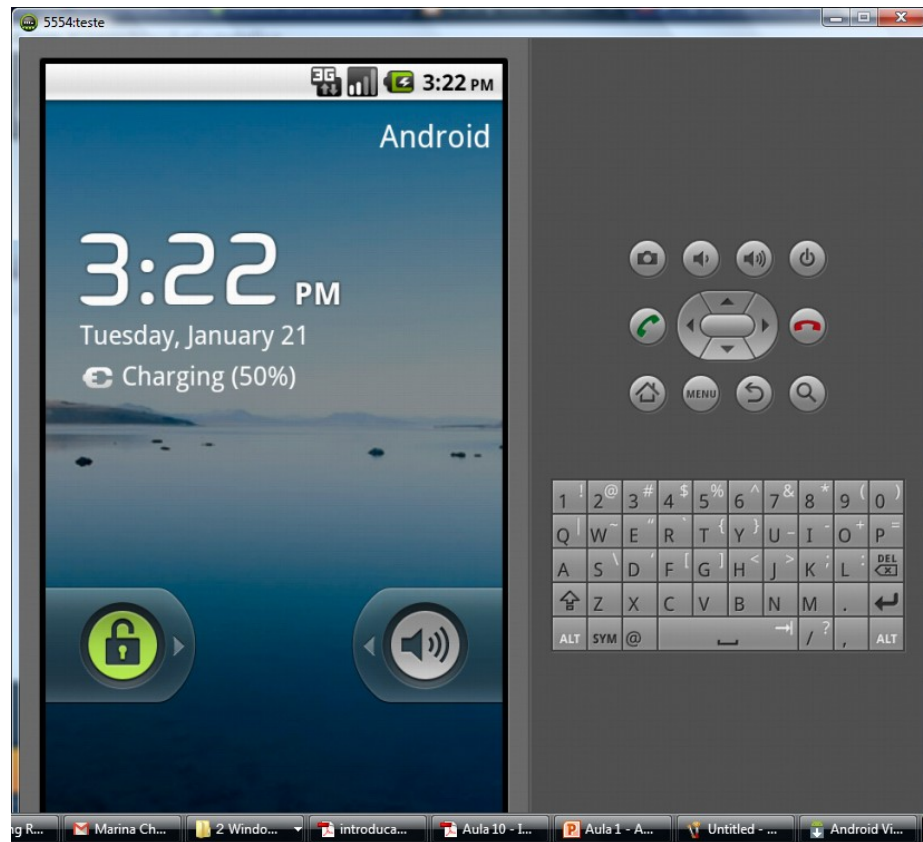 5554:teste
3G 3:22 PM
Android
3:22 PM
Tuesday, January 21
Charging (50%)
MENU
1 ! 2 @ 3 # 4 $ 5 % 6 ^ 7 & 8 * 9 ( 0 )
Q | W ~ E " R ` T { Y } U - I - O + P =
A S \ D ' F [ G ] H < J > K ; L : DEL
Z X C V B N M .
ALT SYM @ / ? , ALT
ng R... Marina Ch... 2 Windo... introduca... Aula 10 - I... Aula 1 - A... Untitled - ... Android Vi...